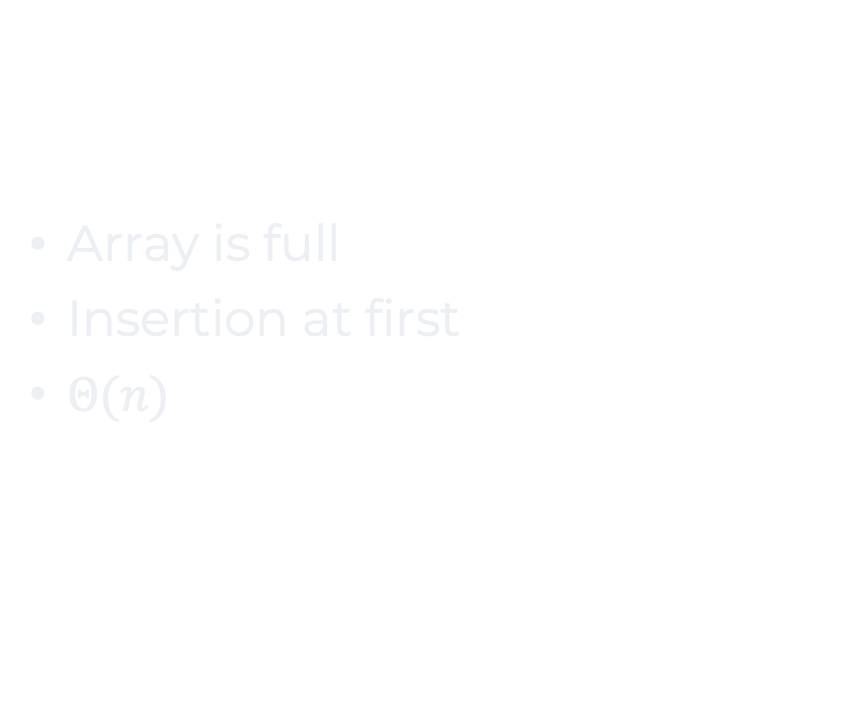 • Array is full
• Insertion at first
• Θ(n)